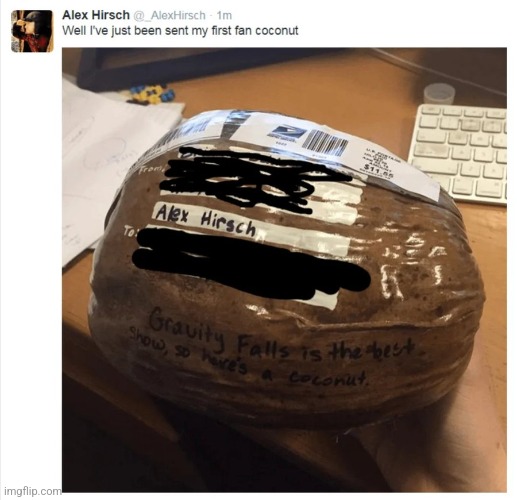 Alex Hirsch @_AlexHirsch · 1m
Well I've just been sent my first fan coconut
$11.05
From:
Alex Hirsch
To:
Gravity Falls is the best
show, so here's a coconut.
imgflip.com